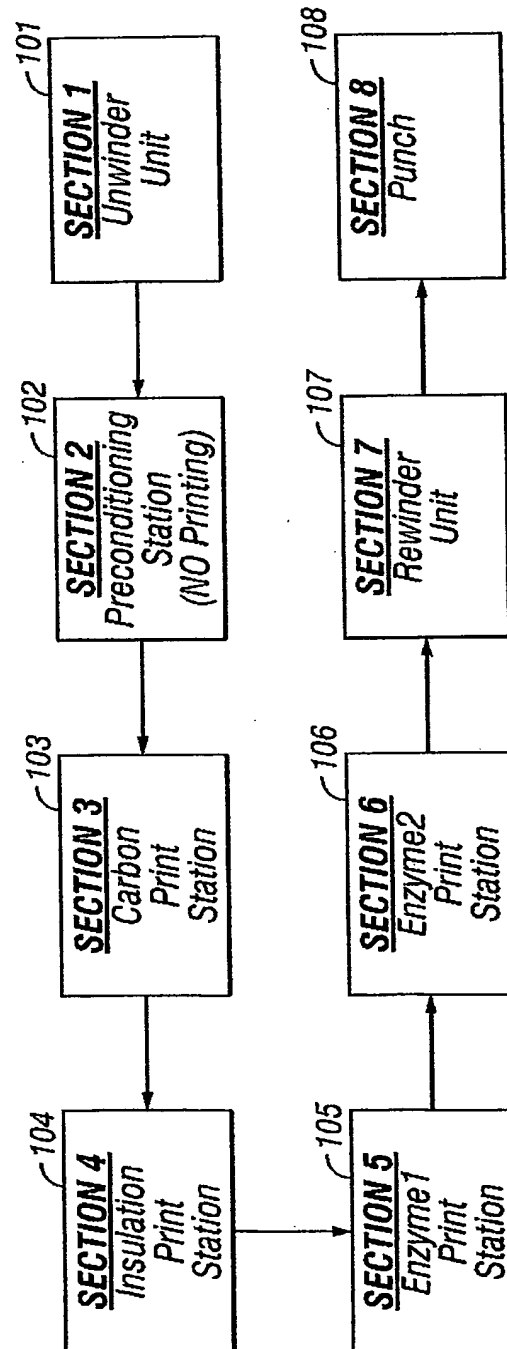 101
SECTION 1
Unwinder
Unit
102
SECTION 2
Preconditioning
Station
(NO Printing)
103
SECTION 3
Carbon
Print
Station
104
SECTION 4
Insulation
Print
Station
105
SECTION 5
Enzyme1
Print
Station
106
SECTION 6
Enzyme2
Print
Station
107
SECTION 7
Rewinder
Unit
108
SECTION 8
Punch